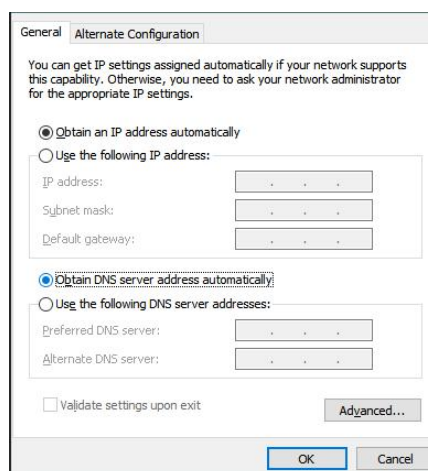 General Alternate Configuration
You can get IP settings assigned automatically if your network supports
this capability. Otherwise, you need to ask your network administrator
for the appropriate IP settings.
Obtain an IP address automatically
Use the following IP address:
IP address: . . .
Subnet mask: . . .
Default gateway: . . .
Obtain DNS server address automatically
Use the following DNS server addresses:
Preferred DNS server: . . .
Alternate DNS server: . . .
Validate settings upon exit
Advanced...
OK Cancel